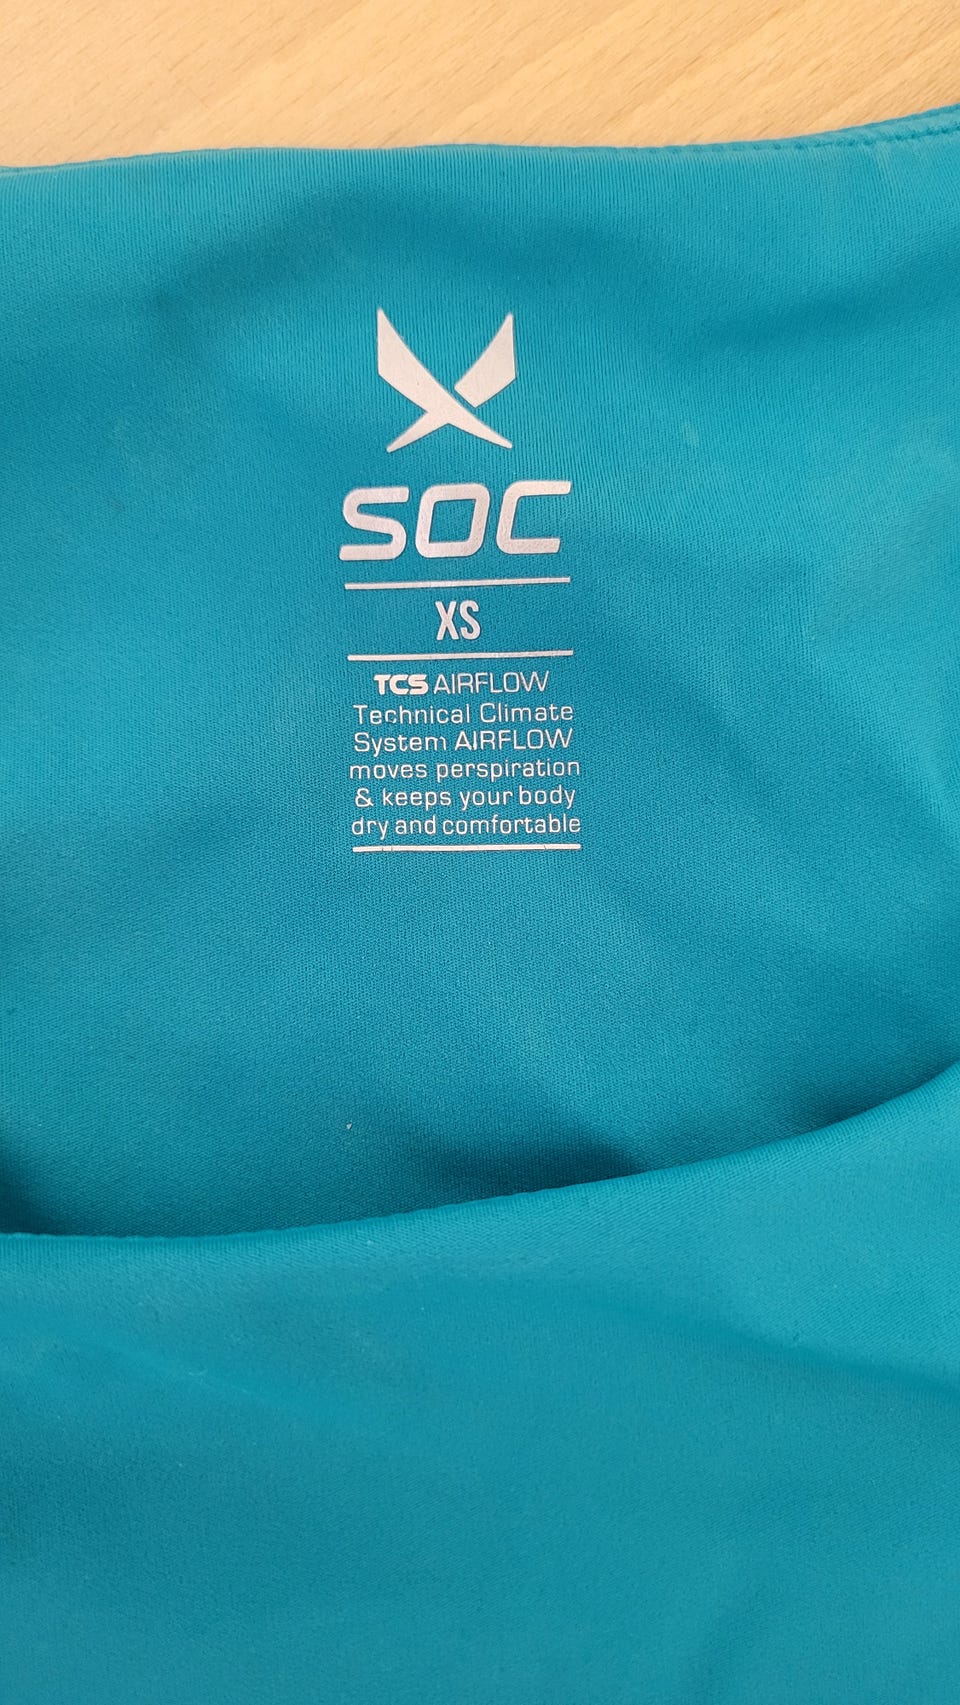 SOC
XS
TCS AIRFLOW
Technical Climate
System AIRFLOW
moves perspiration
& keeps your body
dry and comfortable